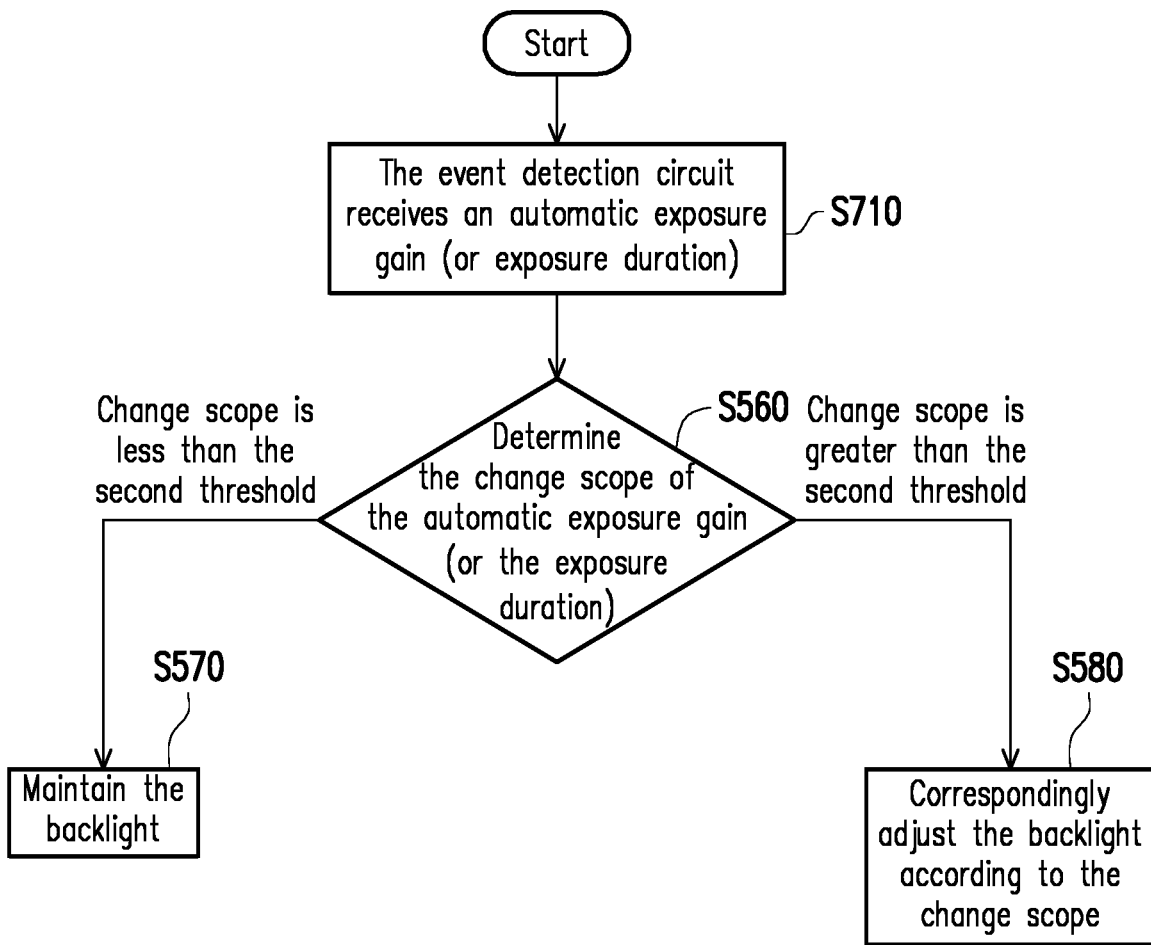 Start
The event detection circuit
receives an automatic exposure
gain (or exposure duration)
S710
Change scope is
less than the
second threshold
S560
Determine
the change scope of
the automatic exposure gain
(or the exposure
duration)
Change scope is
greater than the
second threshold
S570
Maintain the
backlight
S580
Correspondingly
adjust the backlight
according to the
change scope